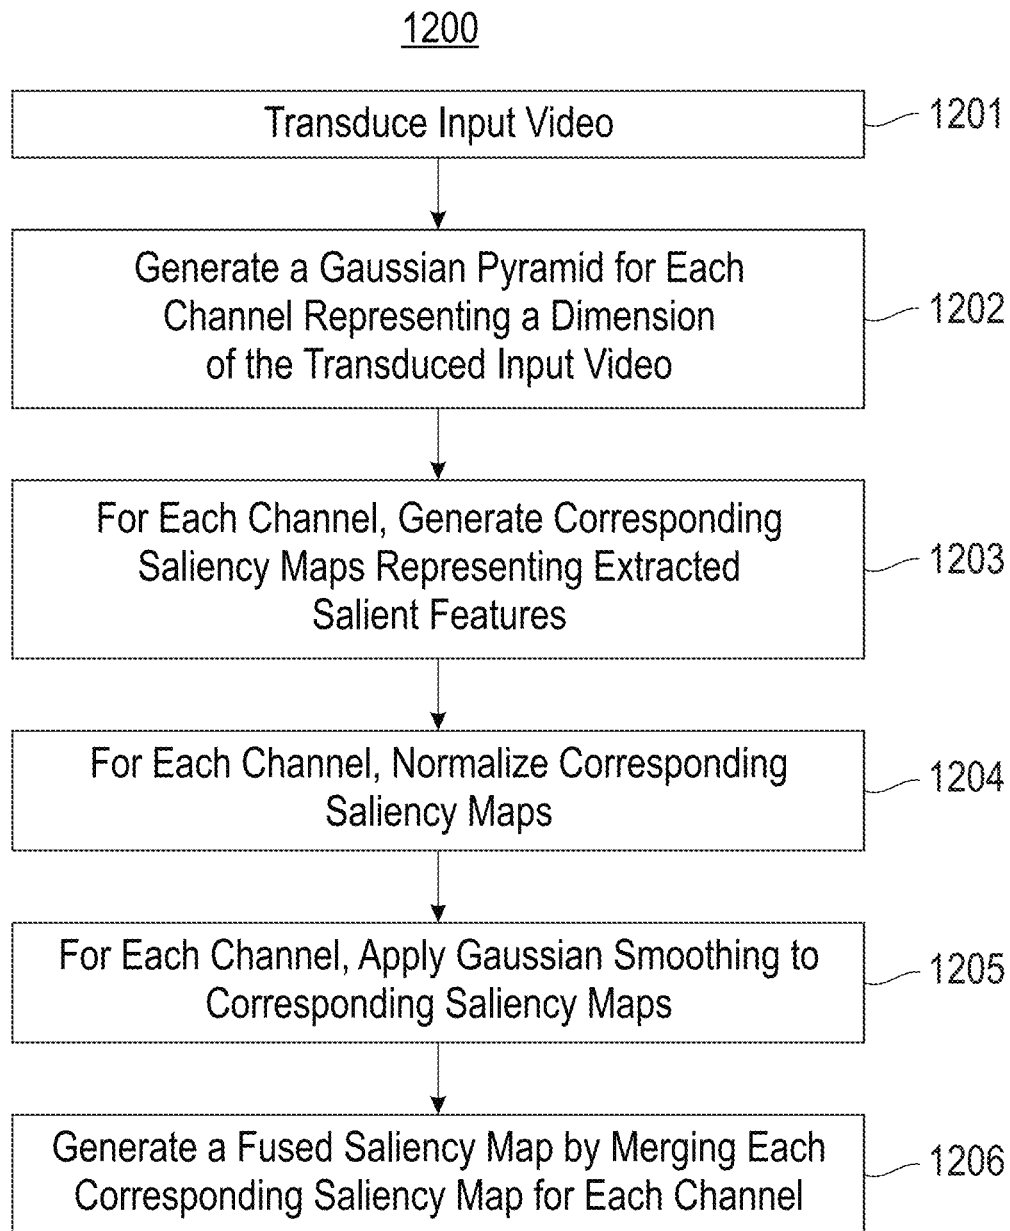 1200
Transduce Input Video
1201
Generate a Gaussian Pyramid for Each
Channel Representing a Dimension
of the Transduced Input Video
1202
For Each Channel, Generate Corresponding
Saliency Maps Representing Extracted
Salient Features
1203
For Each Channel, Normalize Corresponding
Saliency Maps
1204
For Each Channel, Apply Gaussian Smoothing to
Corresponding Saliency Maps
1205
Generate a Fused Saliency Map by Merging Each
Corresponding Saliency Map for Each Channel
1206